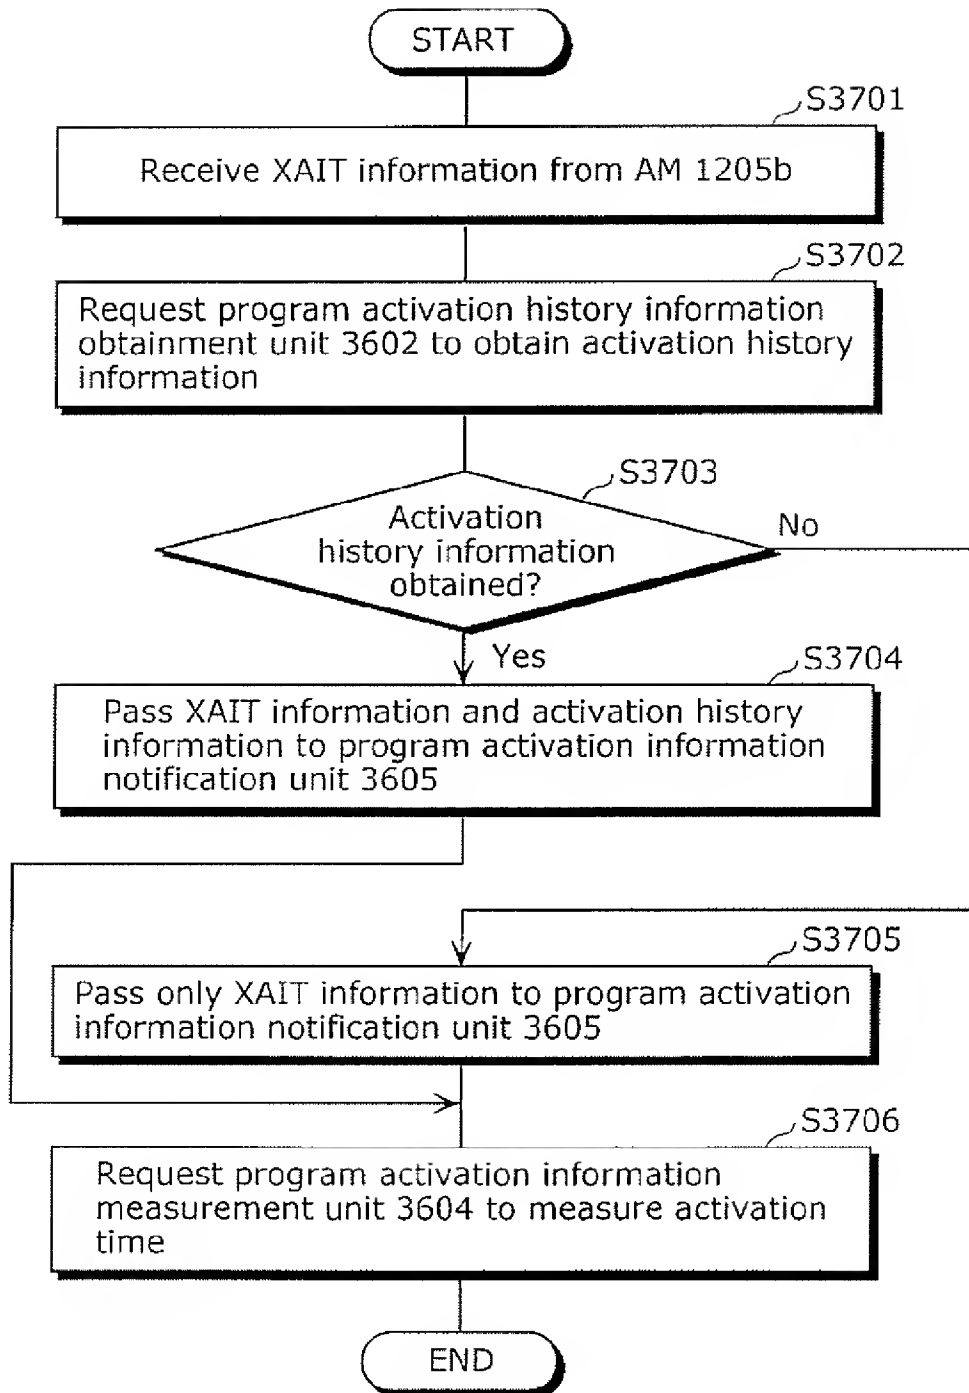 START
S3701
Receive XAIT information from AM 1205b
S3702
Request program activation history information
obtainment unit 3602 to obtain activation history
information
S3703
Activation
history information
obtained?
No
Yes
S3704
Pass XAIT information and activation history
information to program activation information
notification unit 3605
S3705
Pass only XAIT information to program activation
information notification unit 3605
S3706
Request program activation information
measurement unit 3604 to measure activation
time
END